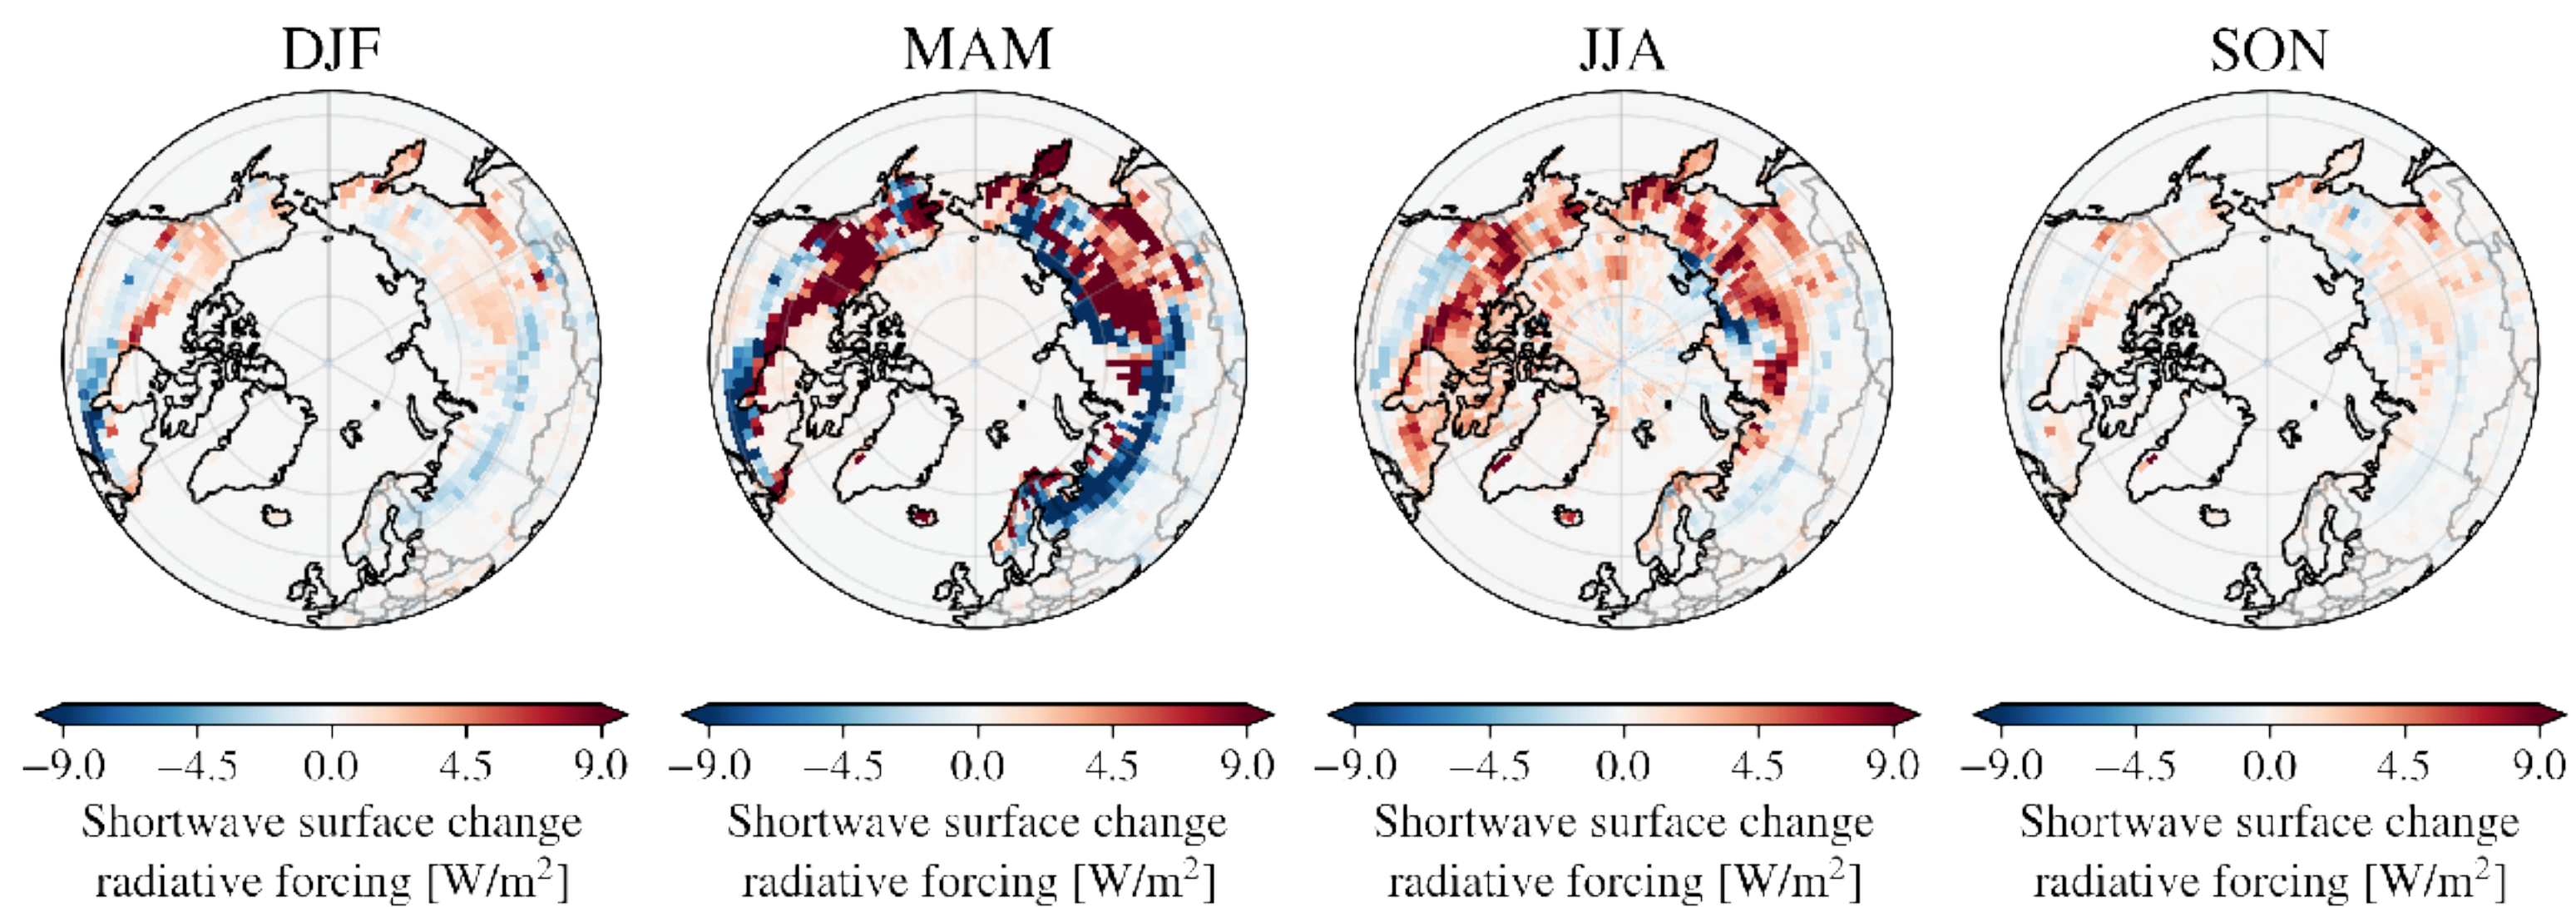 DJF MAM JJA SON
−9.0 −4.5 0.0 4.5 9.0 −9.0 −4.5 0.0 4.5 9.0 −9.0 −4.5 0.0 4.5 9.0 −9.0 −4.5 0.0 4.5 9.0
Shortwave surface change Shortwave surface change Shortwave surface change Shortwave surface change
radiative forcing [W/m²] radiative forcing [W/m²] radiative forcing [W/m²] radiative forcing [W/m²]